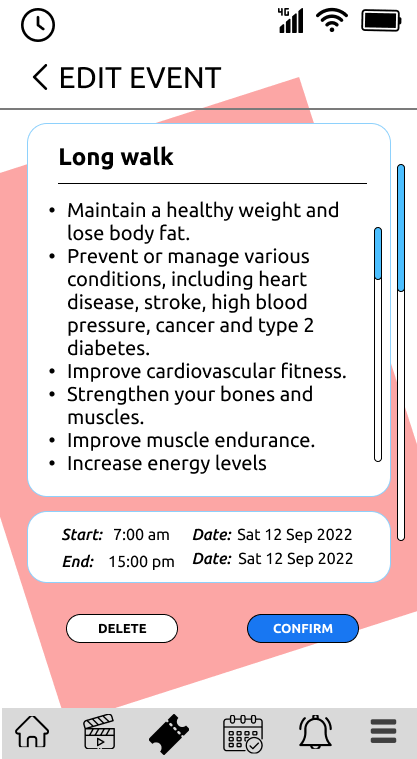 4G
EDIT EVENT
Long walk
• Maintain a healthy weight and
lose body fat.
• Prevent or manage various
conditions, including heart
disease, stroke, high blood
pressure, cancer and type 2
diabetes.
• Improve cardiovascular fitness.
• Strengthen your bones and
muscles.
• Improve muscle endurance.
• Increase energy levels
Start: 7:00 am Date: Sat 12 Sep 2022
End: 15:00 pm Date: Sat 12 Sep 2022
DELETE CONFIRM